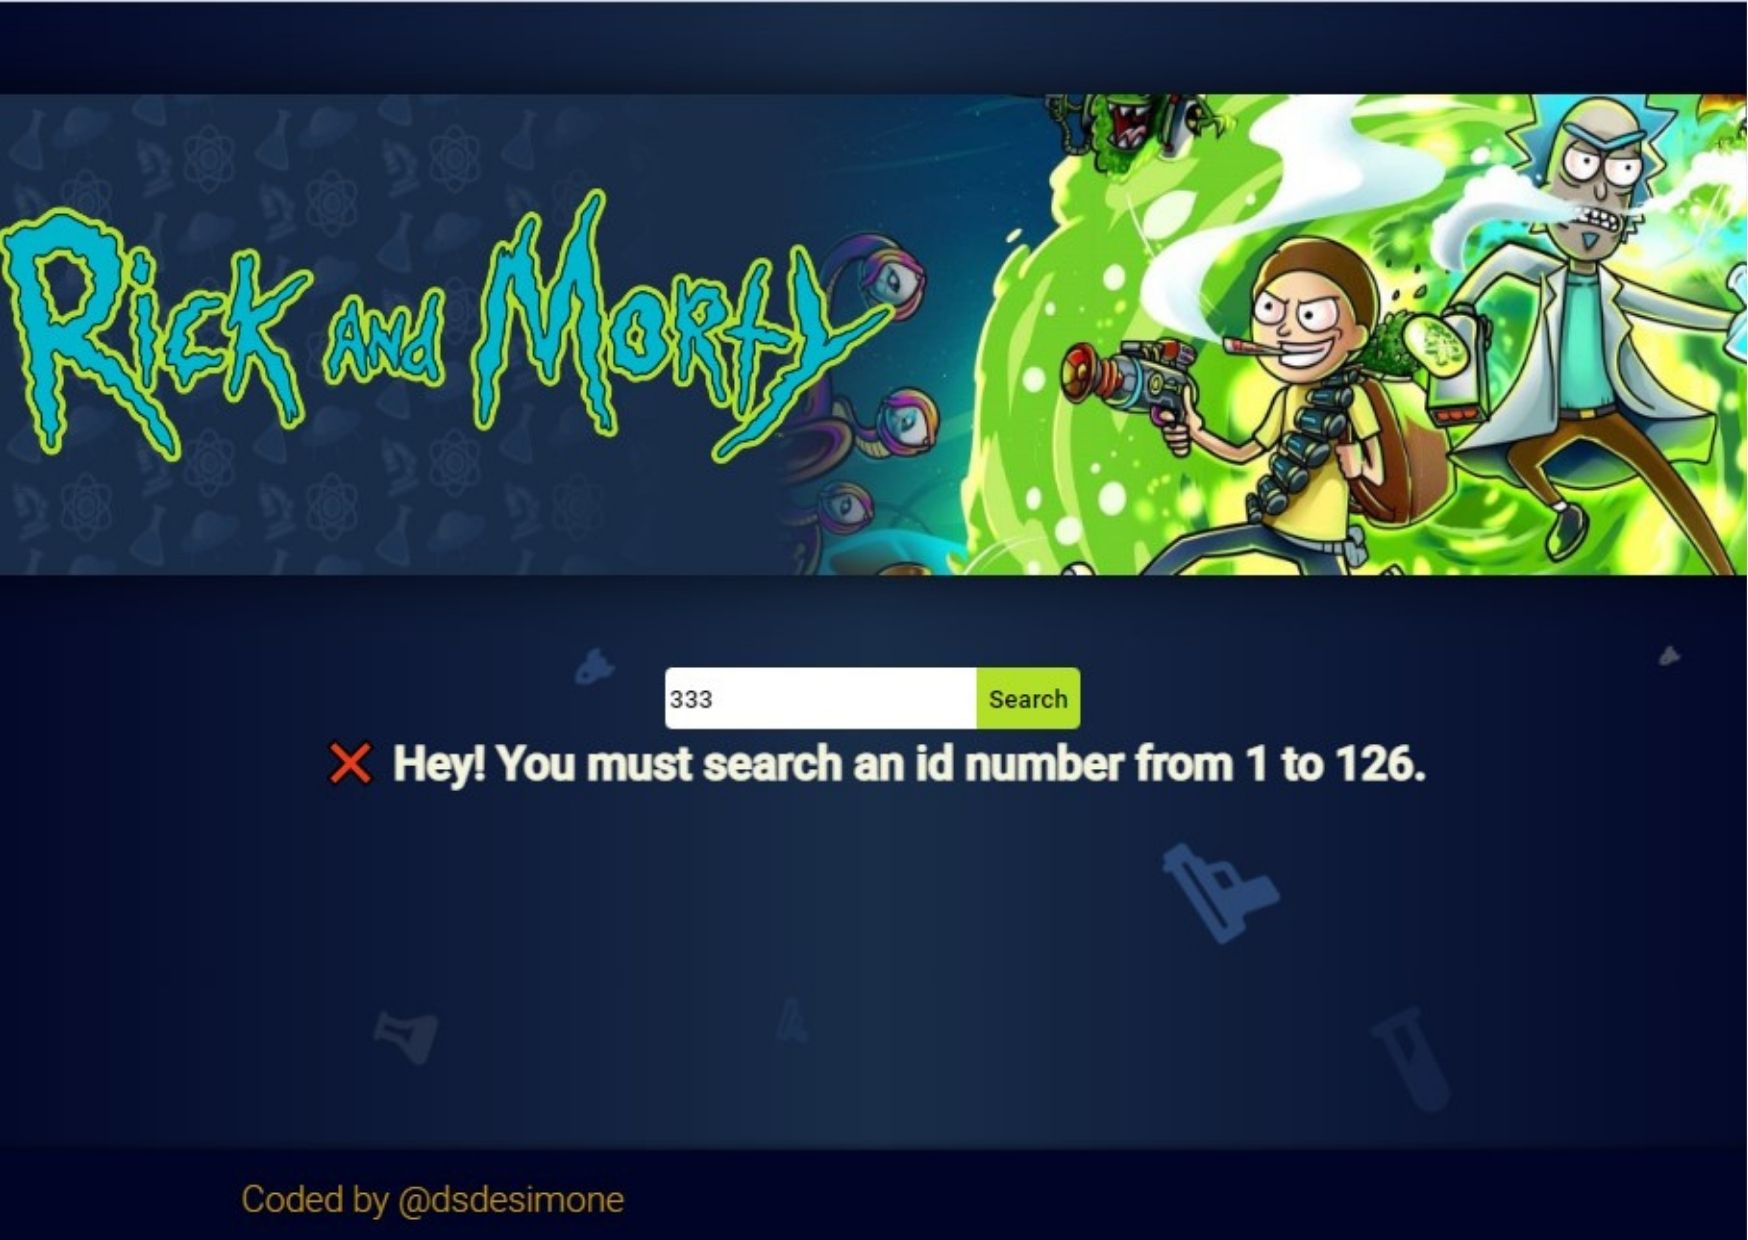 Rick and Morty
333 Search
❌ Hey! You must search an id number from 1 to 126.
Coded by @dsdesimone